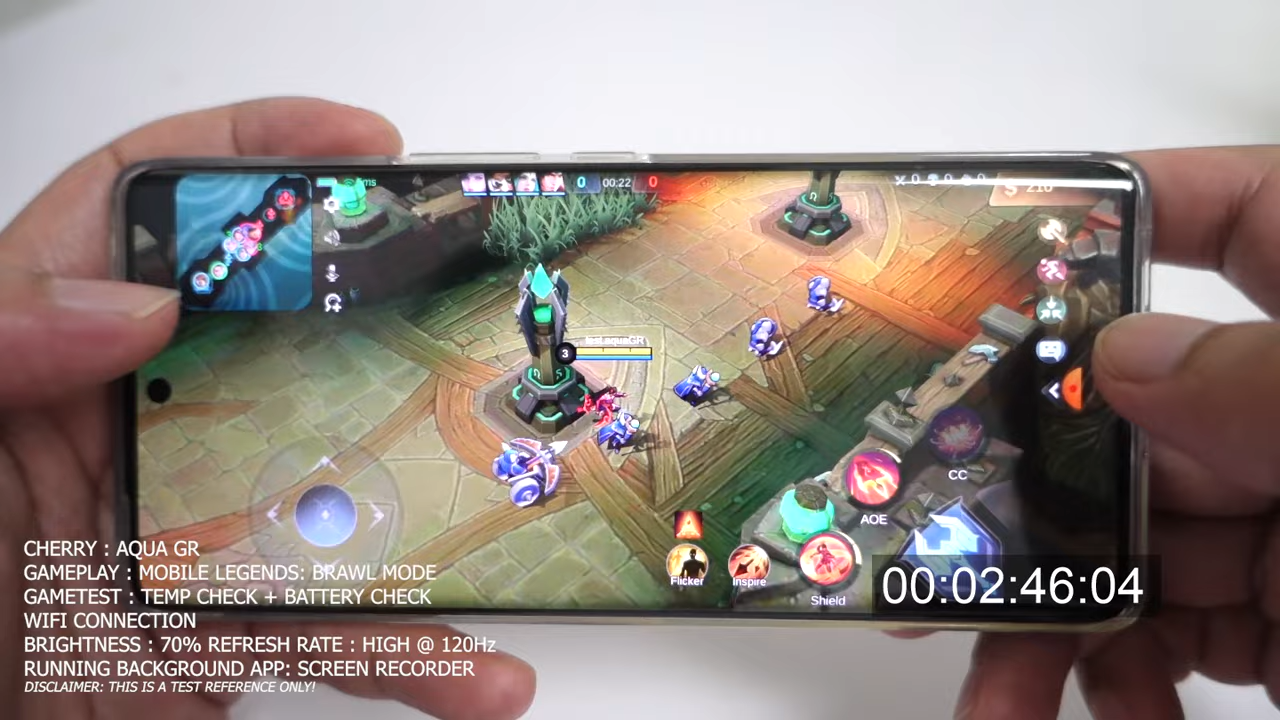 0 00:22 0
210
3
CC
AOE
Flicker
Inspire
Shield
00:02:46:04
CHERRY : AQUA GR
GAMEPLAY : MOBILE LEGENDS: BRAWL MODE
GAMETEST : TEMP CHECK + BATTERY CHECK
WIFI CONNECTION
BRIGHTNESS : 70% REFRESH RATE : HIGH @ 120Hz
RUNNING BACKGROUND APP: SCREEN RECORDER
DISCLAIMER: THIS IS A TEST REFERENCE ONLY!